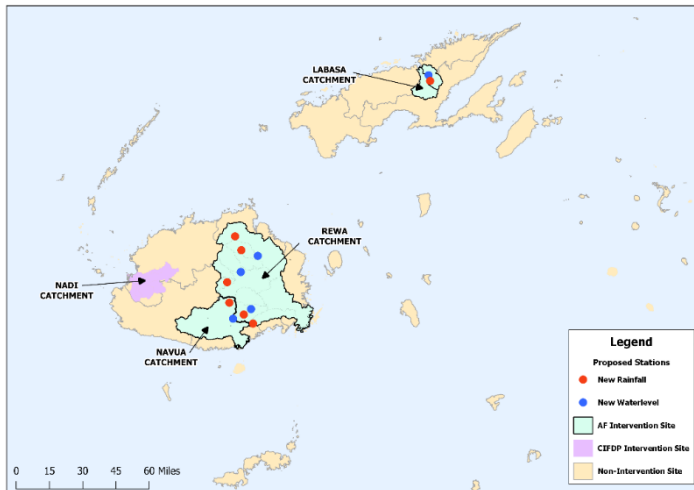 LABASA
CATCHMENT
REWA
CATCHMENT
NADI
CATCHMENT
NAVUA
CATCHMENT
Legend
Proposed Stations
New Rainfall
New Waterlevel
AF Intervention Site
CIFDP Intervention Site
Non-Intervention Site
0 15 30 45 60 Miles